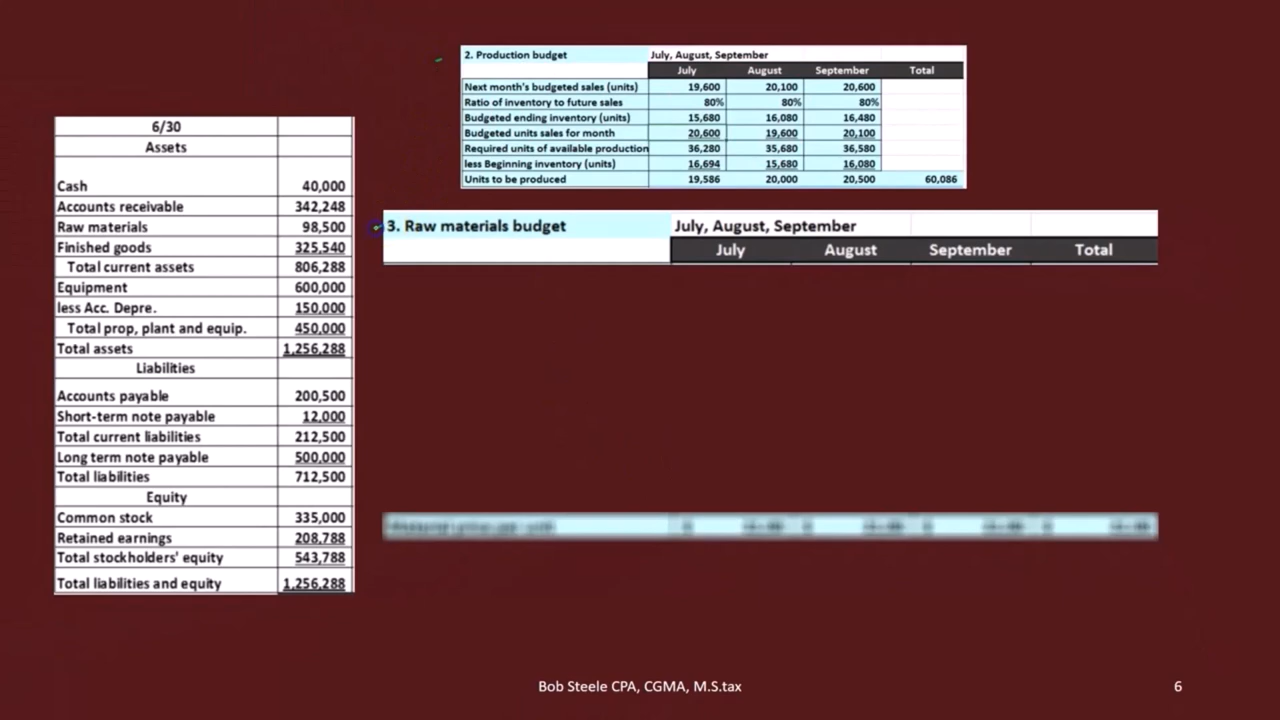 2. Production budget July, August, September
July August September Total
Next month's budgeted sales (units) 19,600 20,100 20,600
Ratio of inventory to future sales 80% 80% 80%
Budgeted ending inventory (units) 15,680 16,080 16,480
Budgeted units sales for month 20,600 19,600 20,100
Required units of available production 36,280 35,680 36,580
less Beginning inventory (units) 16,694 15,680 16,080
Units to be produced 19,586 20,000 20,500 60,086
6/30
Assets
Cash 40,000
Accounts receivable 342,248
Raw materials 98,500
Finished goods 325,540
Total current assets 806,288
Equipment 600,000
less Acc. Depre. 150,000
Total prop, plant and equip. 450,000
Total assets 1,256,288
Liabilities
Accounts payable 200,500
Short-term note payable 12,000
Total current liabilities 212,500
Long term note payable 500,000
Total liabilities 712,500
Equity
Common stock 335,000
Retained earnings 208,788
Total stockholders' equity 543,788
Total liabilities and equity 1,256,288
3. Raw materials budget July, August, September
July August September Total
Bob Steele CPA, CGMA, M.S.tax
6